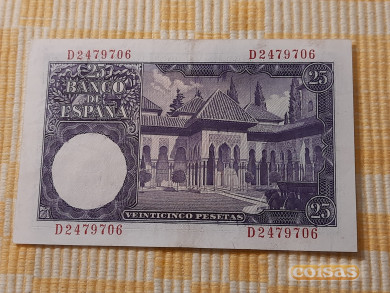 D2479706 D2479706
25 25
BANCO
DE
ESPAÑA
VEINTICINCO PESETAS 25
D2479706 D2479706
coisas